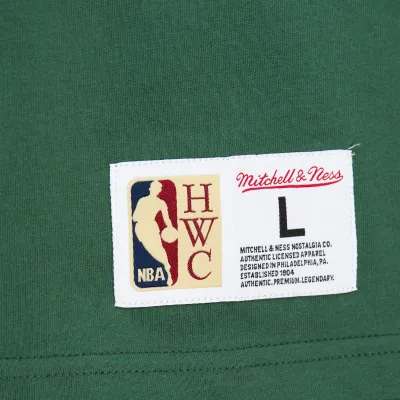 NBA
H
W
C
Mitchell & Ness
L
MITCHELL & NESS NOSTALGIA CO.
AUTHENTIC LICENSED APPAREL
DESIGNED IN PHILADELPHIA, PA.
ESTABLISHED 1904
AUTHENTIC. PREMIUM. LEGENDARY.